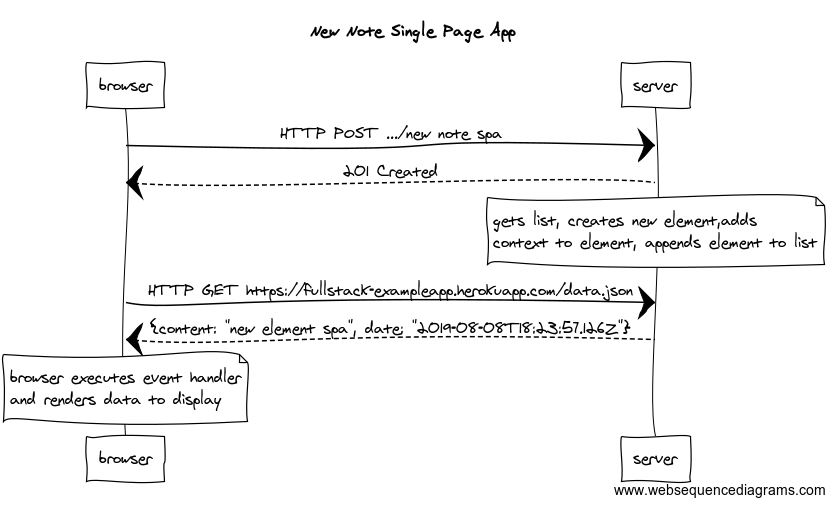 New Note Single Page App
browser
server
HTTP POST .../new note spa
201 Created
gets list, creates new element,adds
context to element, appends element to list
HTTP GET https://fullstack-exampleapp.herokuapp.com/data.json
{content: "new element spa", date: "2019-08-08T18:23:57.126Z"}
browser executes event handler
and renders data to display
browser
server
www.websequencediagrams.com